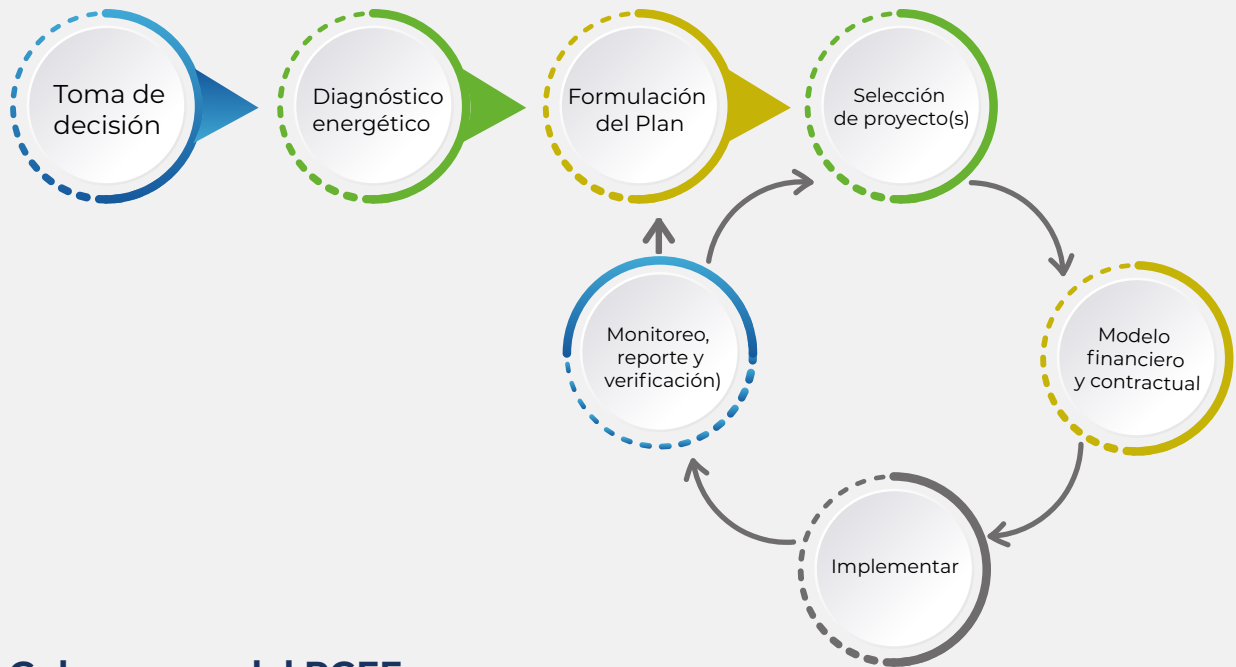 Toma de
decisión
Diagnóstico
energético
Formulación
del Plan
Selección
de proyecto(s)
Monitoreo,
reporte y
verificación)
Modelo
financiero
y contractual
Implementar